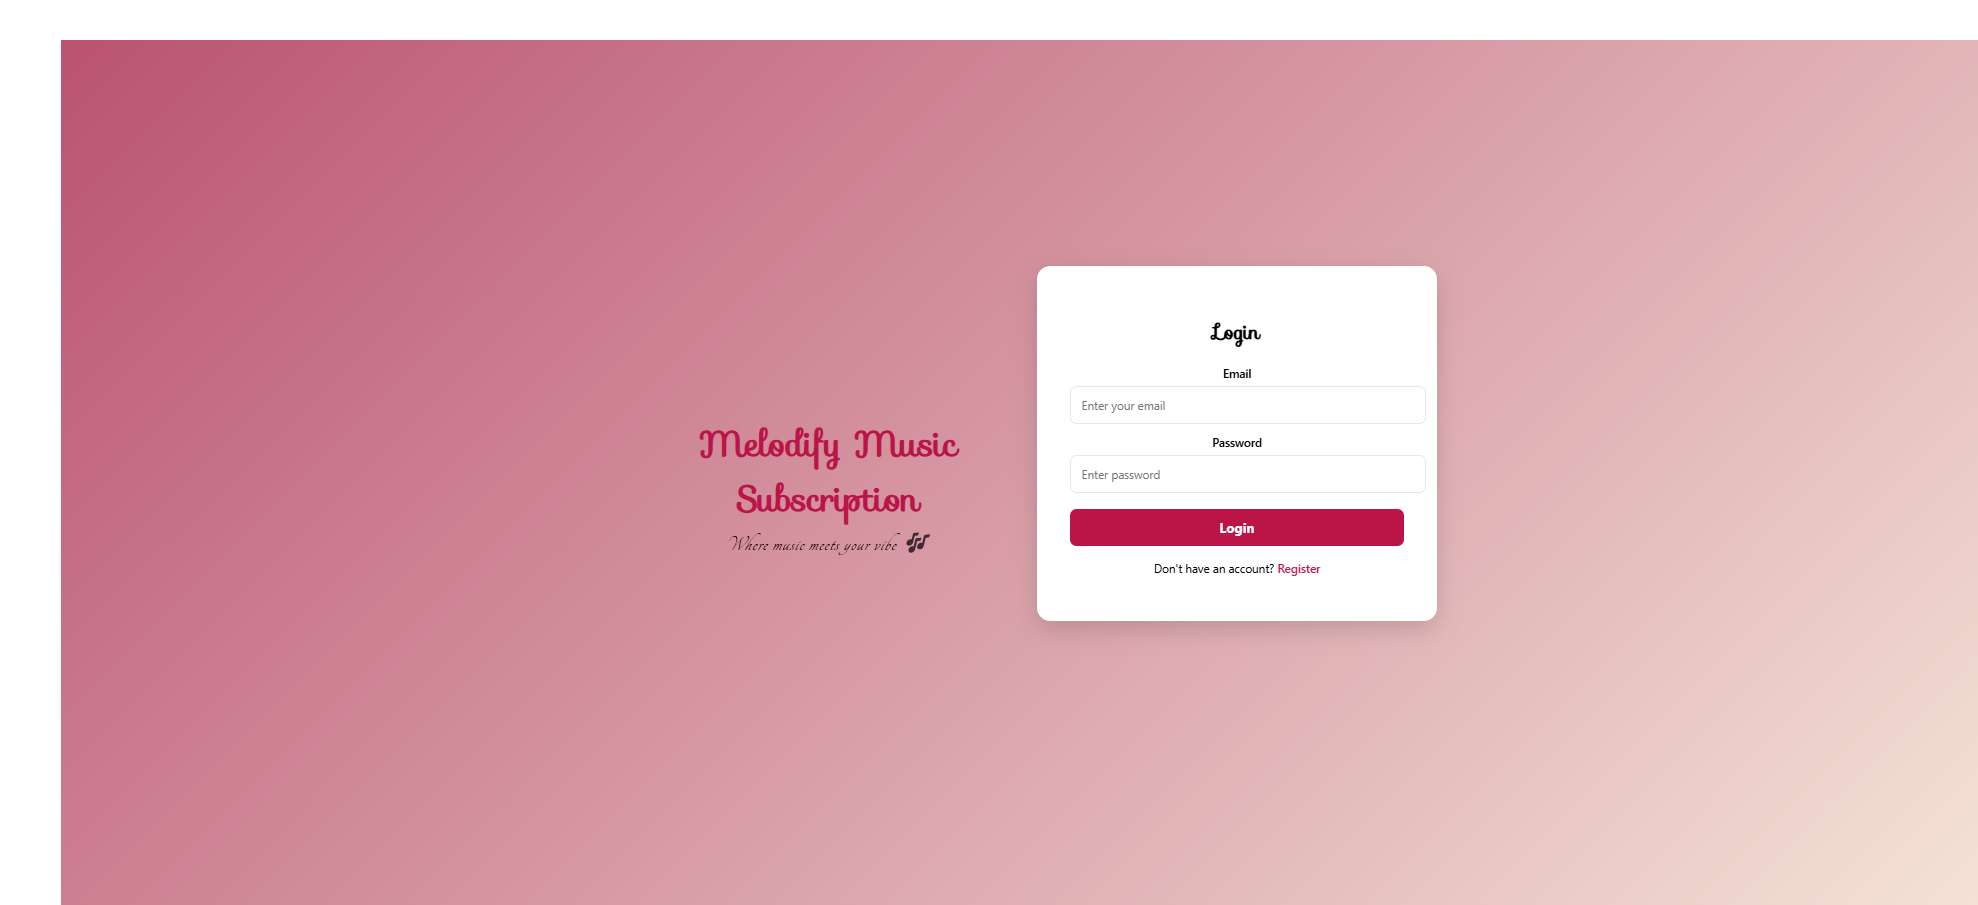 Melodify Music
Subscription
Where music meets your vibe 🎶
Login
Email
Enter your email
Password
Enter password
Login
Don't have an account? Register